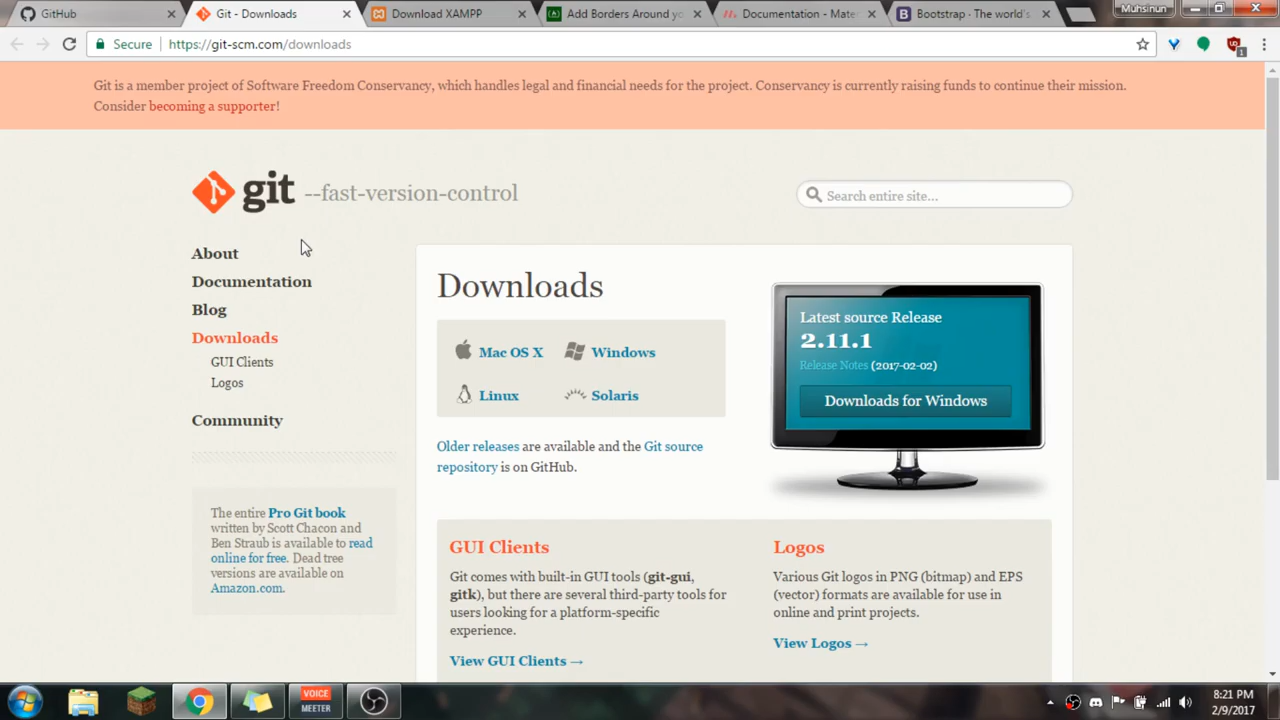 GitHub
Git - Downloads
Download XAMPP
Add Borders Around yo
Documentation - Mate
Bootstrap · The world's
Muhsinun
Secure
https://git-scm.com/downloads
1
Git is a member project of Software Freedom Conservancy, which handles legal and financial needs for the project. Conservancy is currently raising funds to continue their mission.
Consider becoming a supporter!
git --fast-version-control
Search entire site...
About
Documentation
Blog
Downloads
GUI Clients
Logos
Community
The entire Pro Git book
written by Scott Chacon and
Ben Straub is available to read
online for free. Dead tree
versions are available on
Amazon.com.
Downloads
Mac OS X
Windows
Linux
Solaris
Older releases are available and the Git source
repository is on GitHub.
Latest source Release
2.11.1
Release Notes (2017-02-02)
Downloads for Windows
GUI Clients
Git comes with built-in GUI tools (git-gui,
gitk), but there are several third-party tools for
users looking for a platform-specific
experience.
View GUI Clients →
Logos
Various Git logos in PNG (bitmap) and EPS
(vector) formats are available for use in
online and print projects.
View Logos →
VOICE
MEETER
8:21 PM
2/9/2017